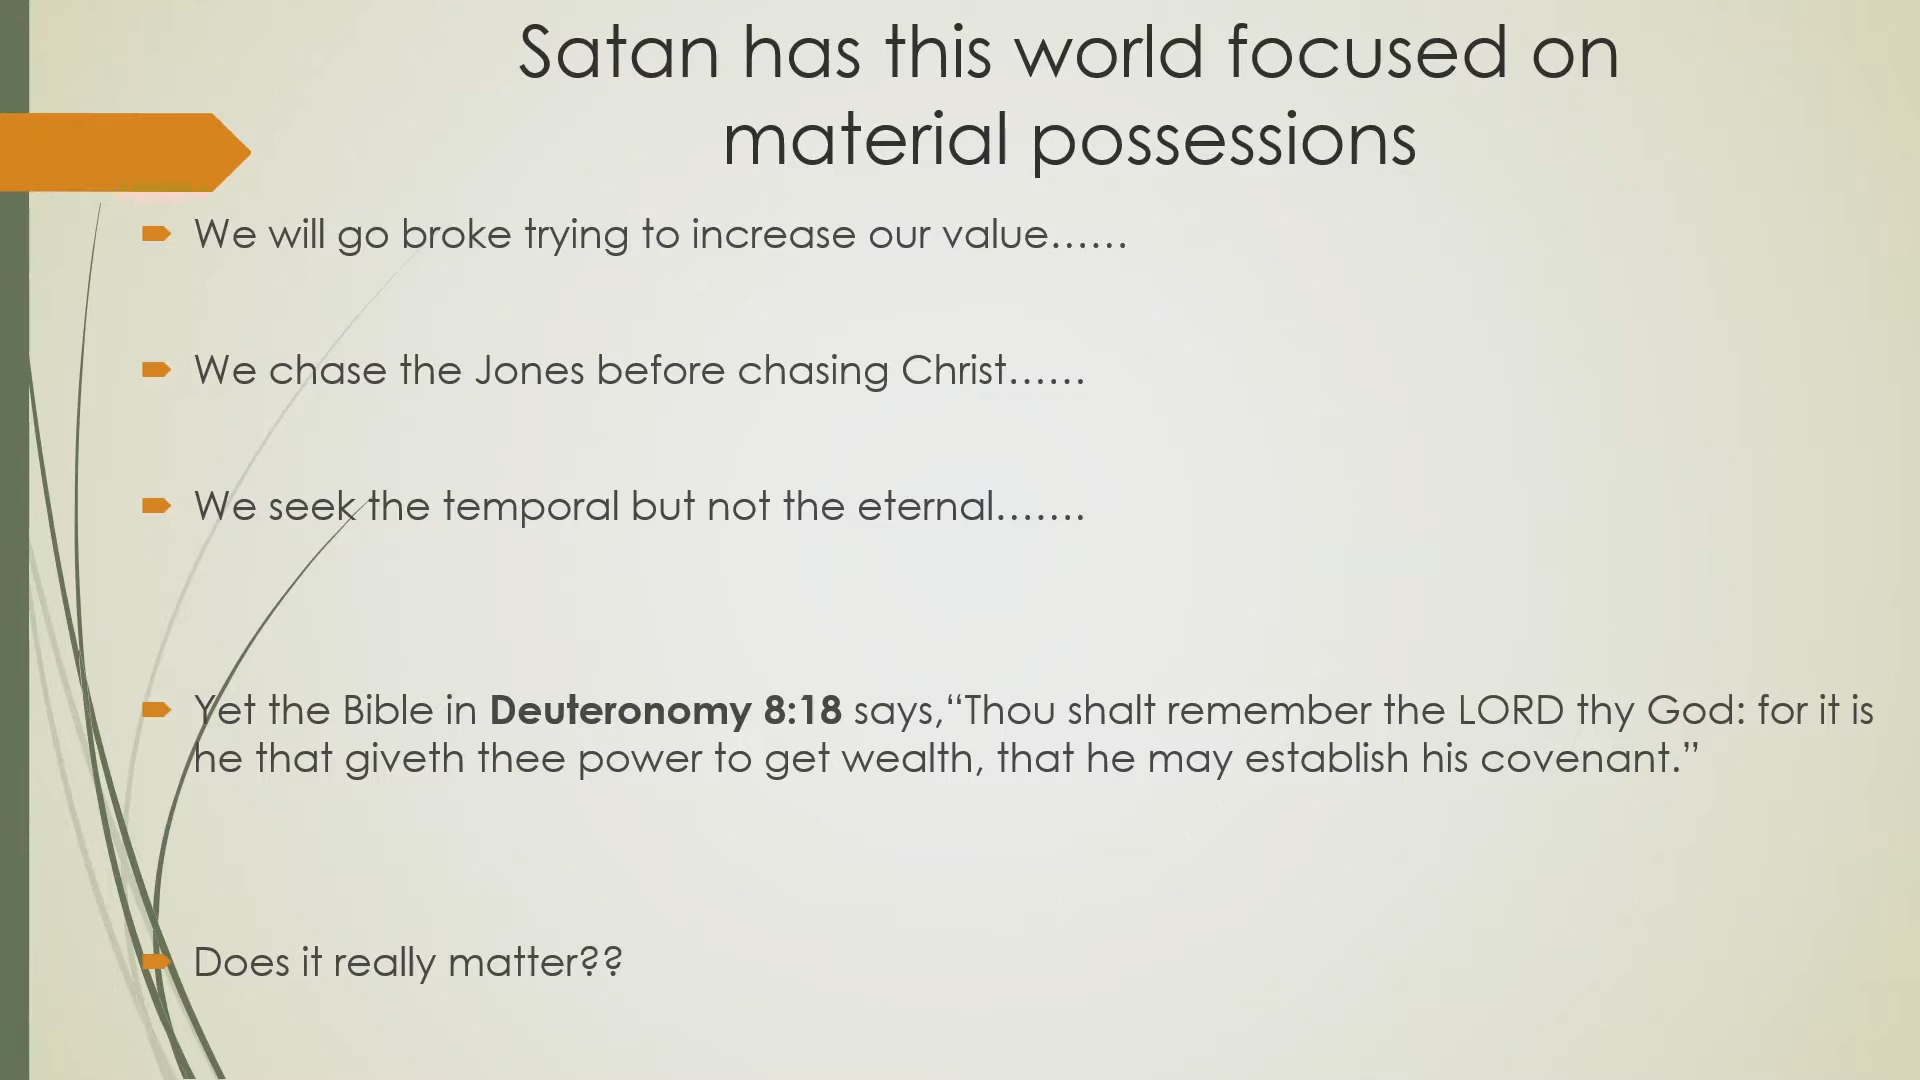 Satan has this world focused on
material possessions
We will go broke trying to increase our value……
We chase the Jones before chasing Christ……
We seek the temporal but not the eternal…….
Yet the Bible in Deuteronomy 8:18 says,“Thou shalt remember the LORD thy God: for it is
he that giveth thee power to get wealth, that he may establish his covenant.”
Does it really matter??